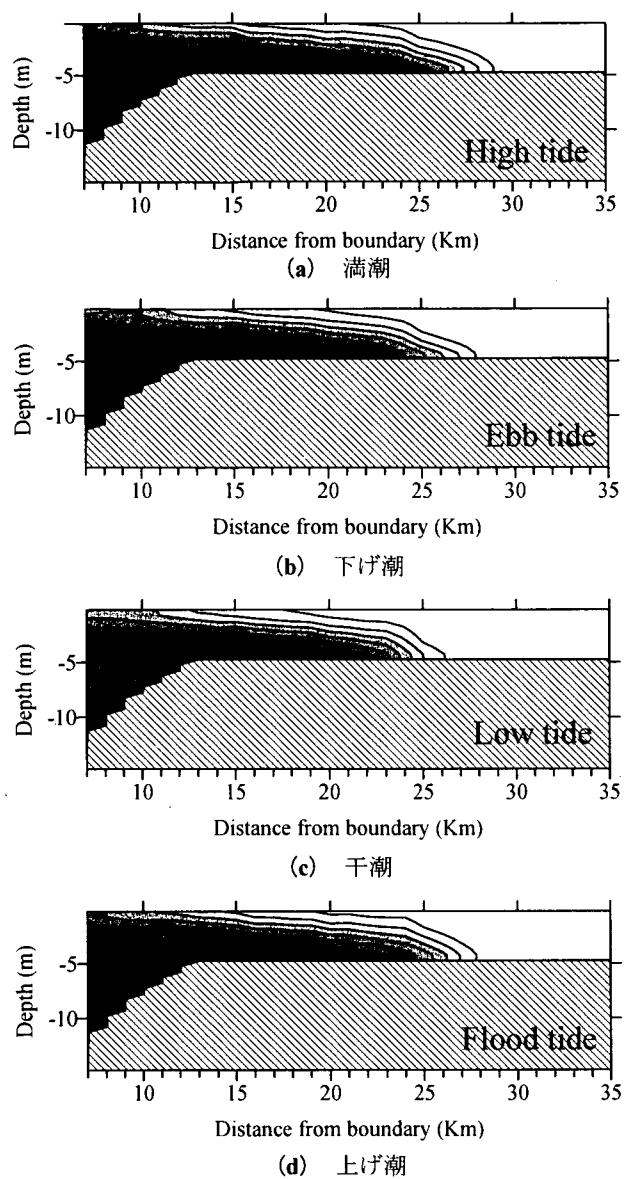 Depth (m)
-5
-10
High tide
10 15 20 25 30 35
Distance from boundary (Km)
(a) 満潮
Depth (m)
-5
-10
Ebb tide
10 15 20 25 30 35
Distance from boundary (Km)
(b) 下げ潮
Depth (m)
-5
-10
Low tide
10 15 20 25 30 35
Distance from boundary (Km)
(c) 干潮
Depth (m)
-5
-10
Flood tide
10 15 20 25 30 35
Distance from boundary (Km)
(d) 上げ潮